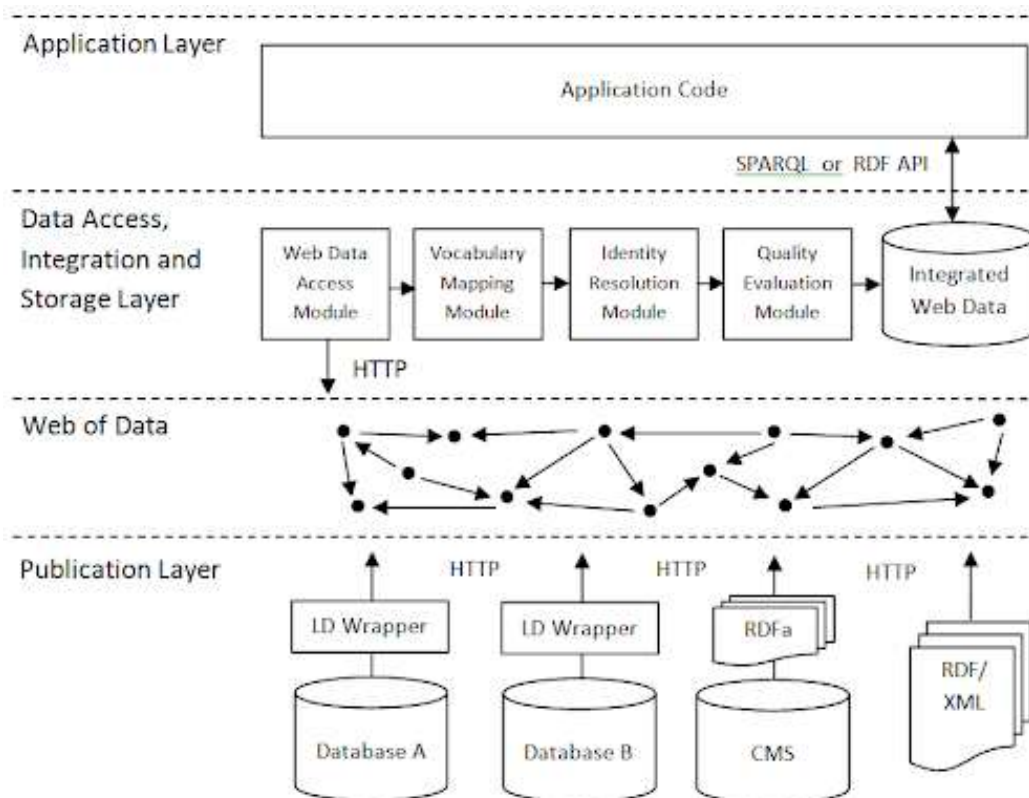 Application Layer
Application Code
SPARQL or RDF API
Data Access,
Integration and
Storage Layer
Web Data
Access
Module
Vocabulary
Mapping
Module
Identity
Resolution
Module
Quality
Evaluation
Module
Integrated
Web Data
HTTP
Web of Data
Publication Layer
HTTP
HTTP
HTTP
LD Wrapper
LD Wrapper
RDFa
RDF/
XML
Database A
Database B
CMS